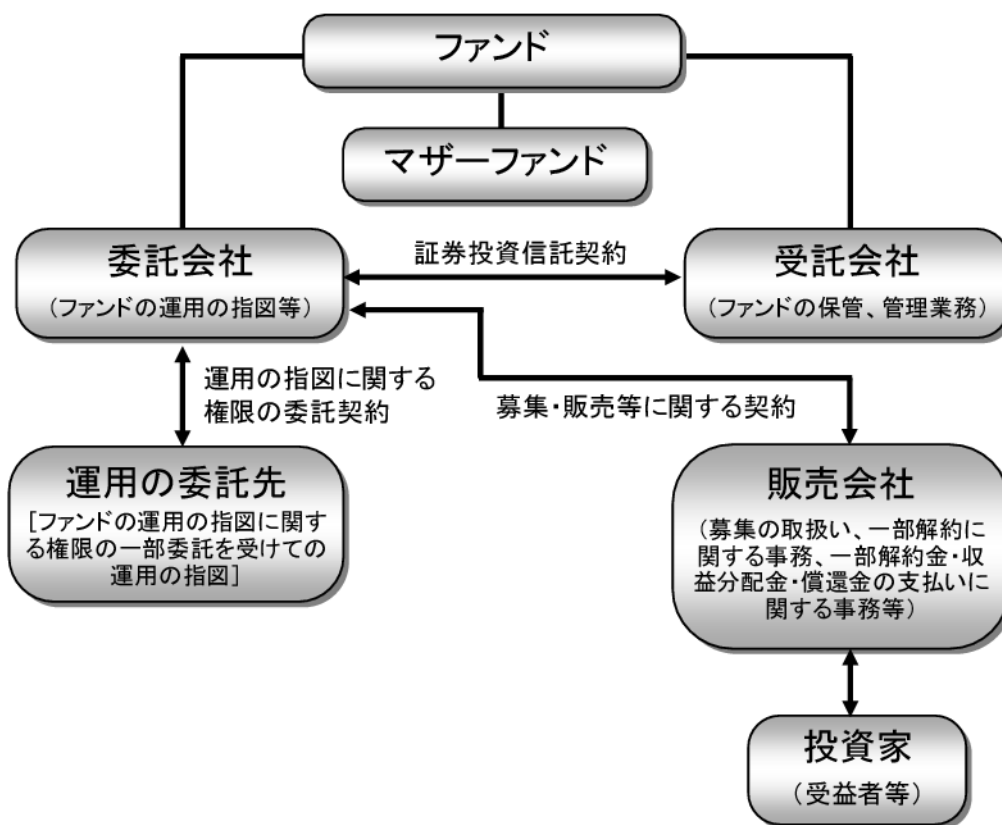 ファンド
マザーファンド
委託会社
（ファンドの運用の指図等）
証券投資信託契約
受託会社
（ファンドの保管、管理業務）
運用の指図に関する
権限の委託契約
募集・販売等に関する契約
運用の委託先
[ファンドの運用の指図に関す
る権限の一部委託を受けての
運用の指図]
販売会社
（募集の取扱い、一部解約に
関する事務、一部解約金・収
益分配金・償還金の支払いに
関する事務等）
投資家
（受益者等）